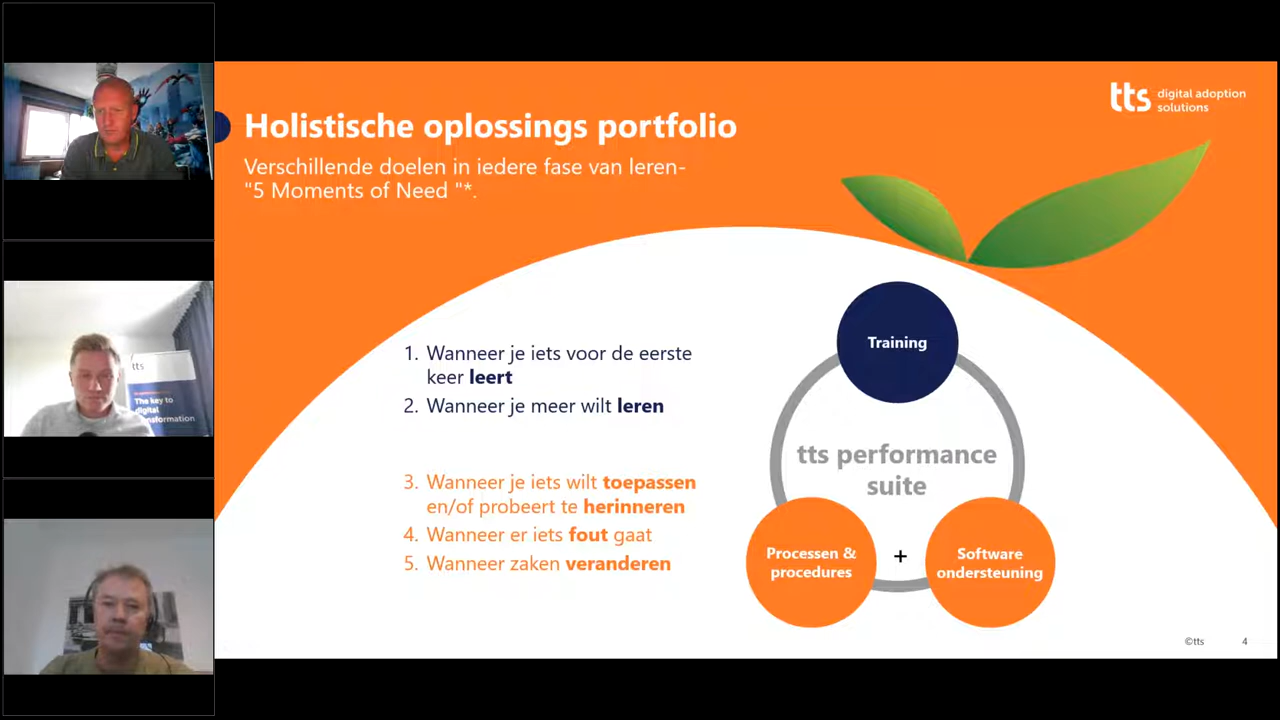 Holistische oplossings portfolio
Verschillende doelen in iedere fase van leren-
"5 Moments of Need "*.
tts digital adoption
solutions
1. Wanneer je iets voor de eerste
keer leert
2. Wanneer je meer wilt leren
3. Wanneer je iets wilt toepassen
en/of probeert te herinneren
4. Wanneer er iets fout gaat
5. Wanneer zaken veranderen
Training
tts performance
suite
Processen &
procedures
+
Software
ondersteuning
©tts 4
tts
The key to
digital
transformation